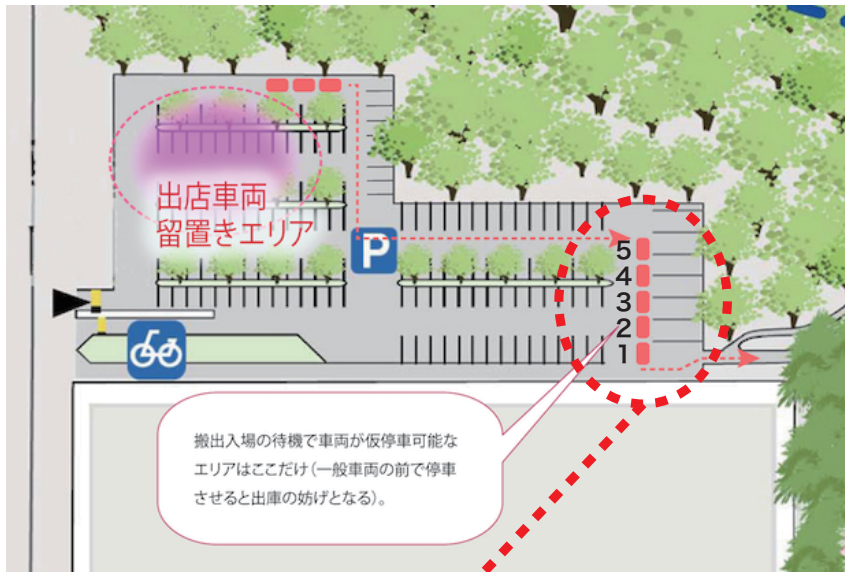 出店車両
留置きエリア
P
5
4
3
2
1
搬出入場の待機で車両が仮停車可能な
エリアはここだけ（一般車両の前で停車
させると出庫の妨げとなる）。